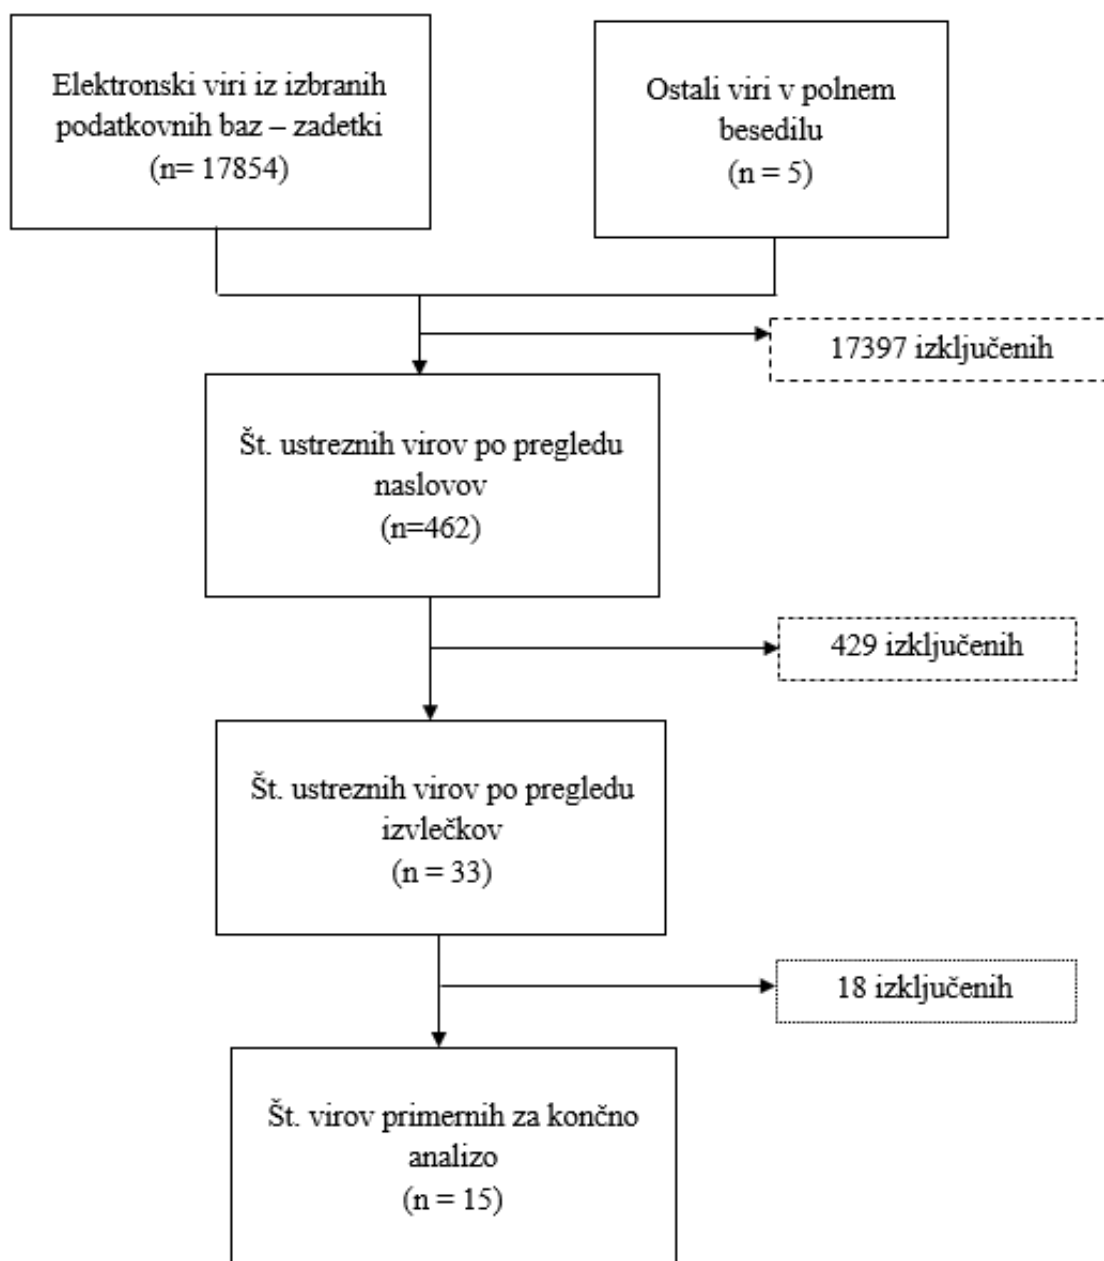 Elektronski viri iz izbranih
podatkovnih baz – zadetki
(n= 17854)
Ostali viri v polnem
besedilu
(n = 5)
17397 izključenih
Št. ustreznih virov po pregledu
naslovov
(n=462)
429 izključenih
Št. ustreznih virov po pregledu
izvlečkov
(n = 33)
18 izključenih
Št. virov primernih za končno
analizo
(n = 15)